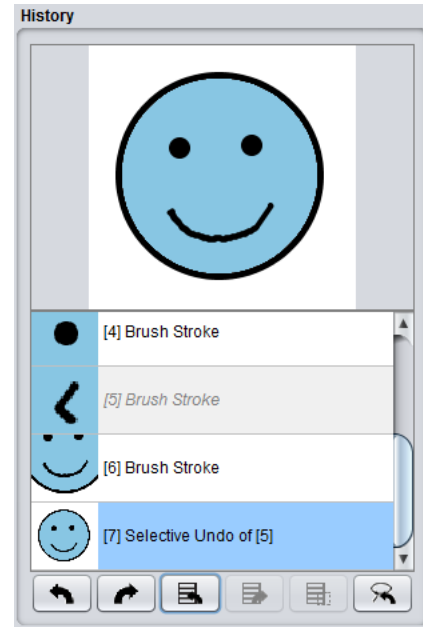 History
[4] Brush Stroke
[5] Brush Stroke
[6] Brush Stroke
[7] Selective Undo of [5]